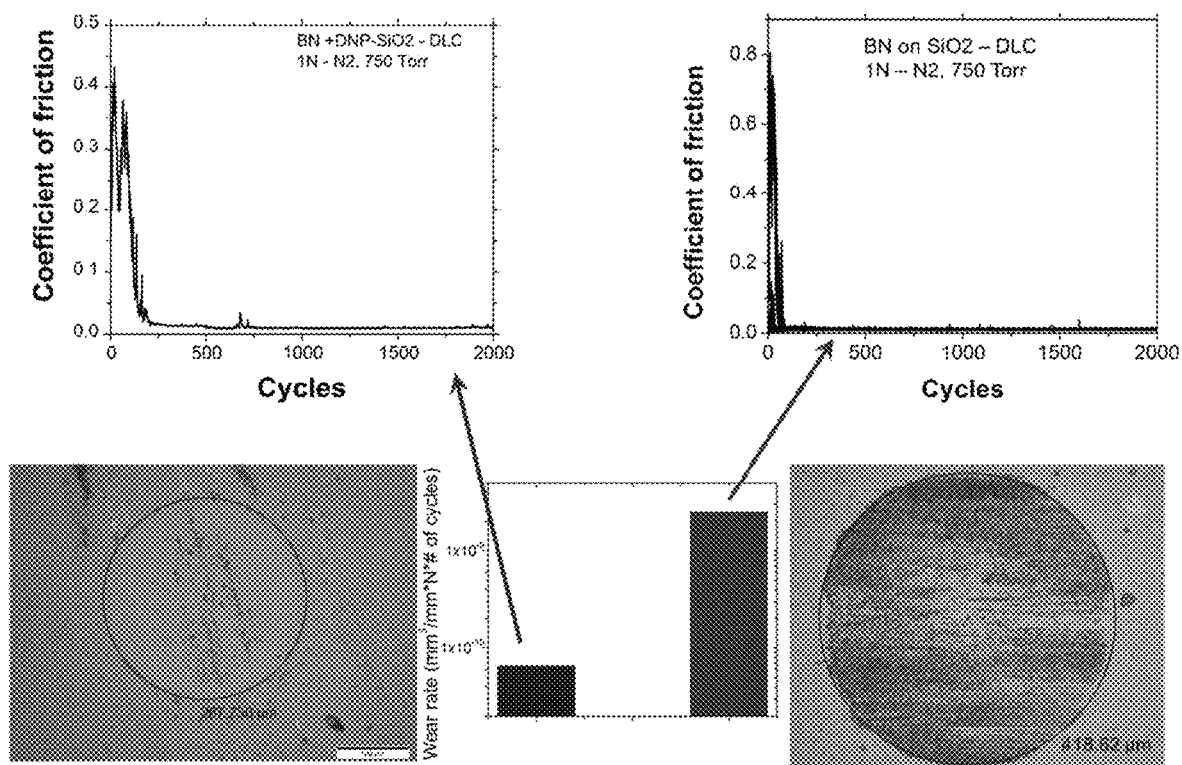 Coefficient of friction
0.5
0.4
0.3
0.2
0.1
0.0
BN +DNP-SiO2 - DLC
1N - N2, 750 Torr
0
500
1000
1500
2000
Cycles
Coefficient of friction
0.8
0.6
0.4
0.2
0.0
BN on SiO2 – DLC
1N – N2, 750 Torr
0
500
1000
1500
2000
Cycles
Wear rate (mm³/mm*N*# of cycles)